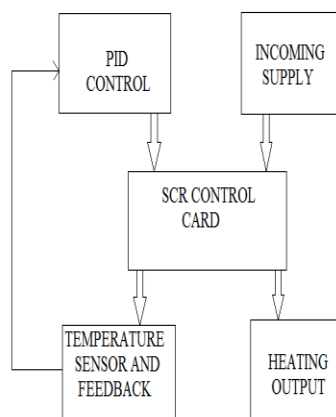 PID
CONTROL
INCOMING
SUPPLY
SCR CONTROL
CARD
TEMPERATURE
SENSOR AND
FEEDBACK
HEATING
OUTPUT